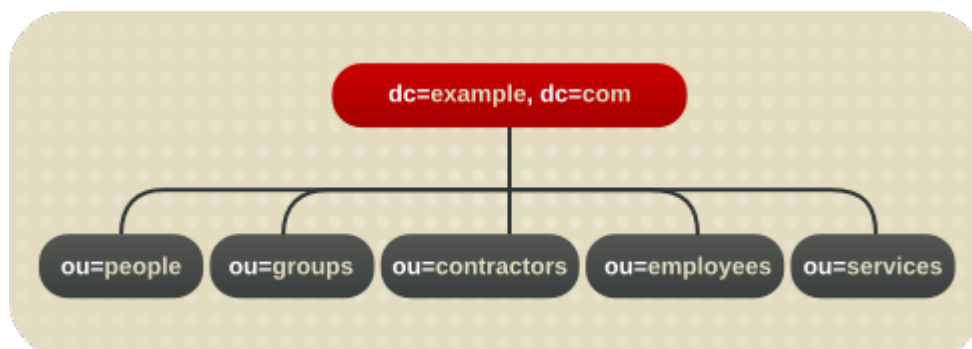 dc=example, dc=com
ou=people
ou=groups
ou=contractors
ou=employees
ou=services